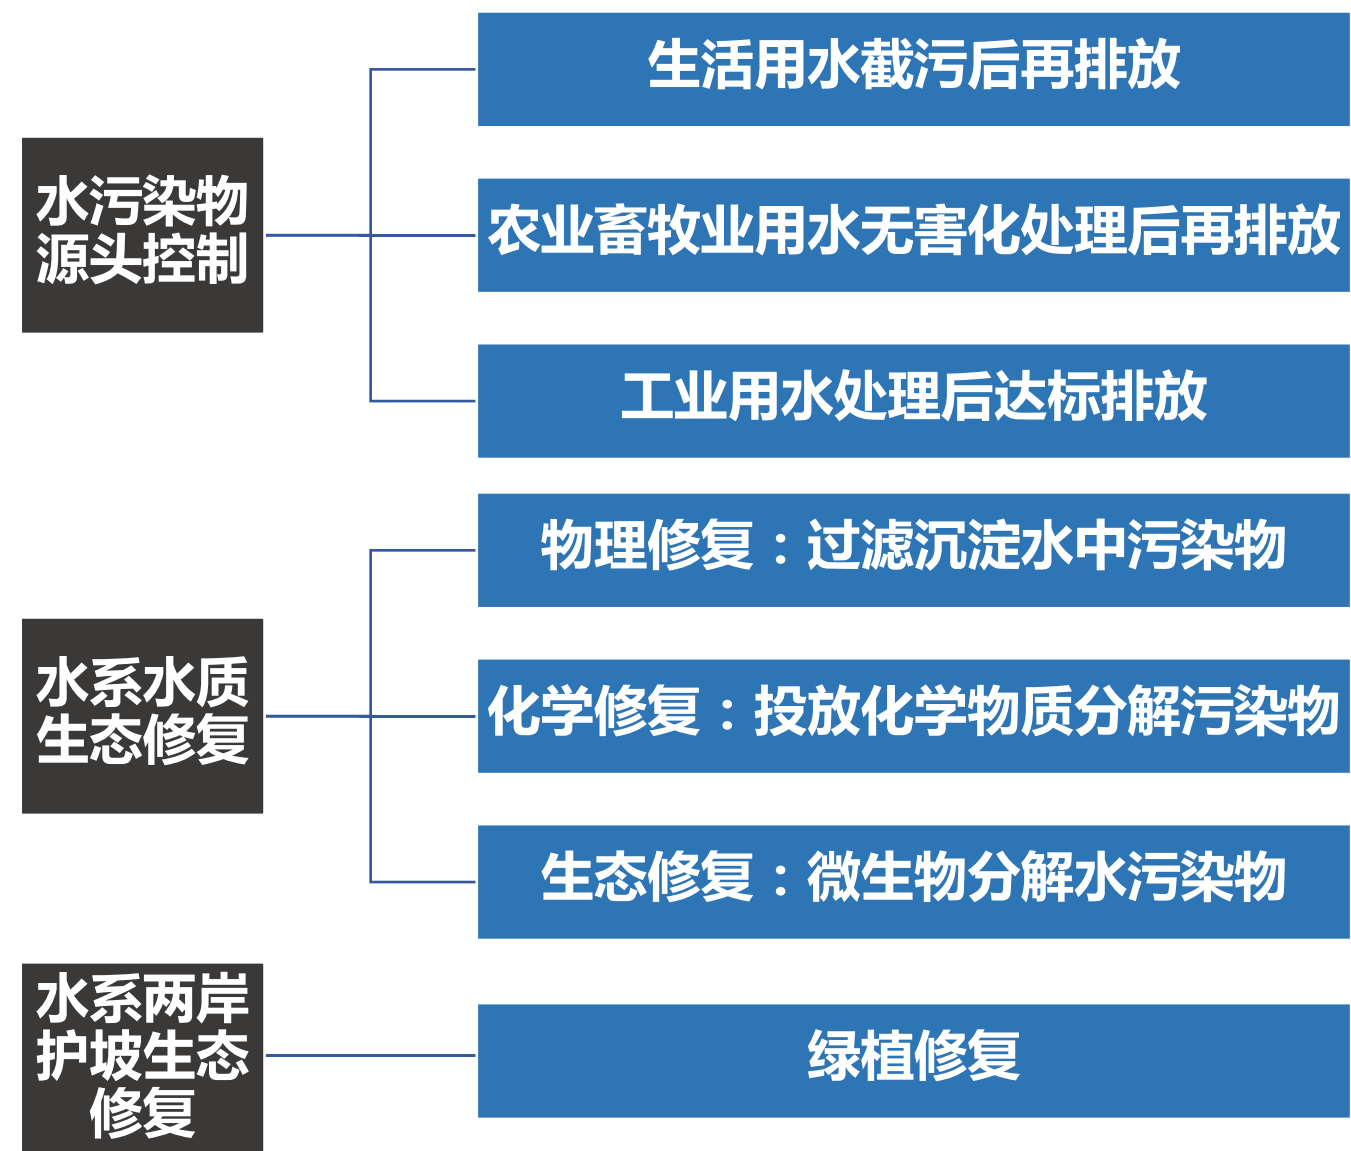 水污染物
源头控制
生活用水截污后再排放
农业畜牧业用水无害化处理后再排放
工业用水处理后达标排放
水系水质
生态修复
物理修复：过滤沉淀水中污染物
化学修复：投放化学物质分解污染物
生态修复：微生物分解水污染物
水系两岸
护坡生态
修复
绿植修复